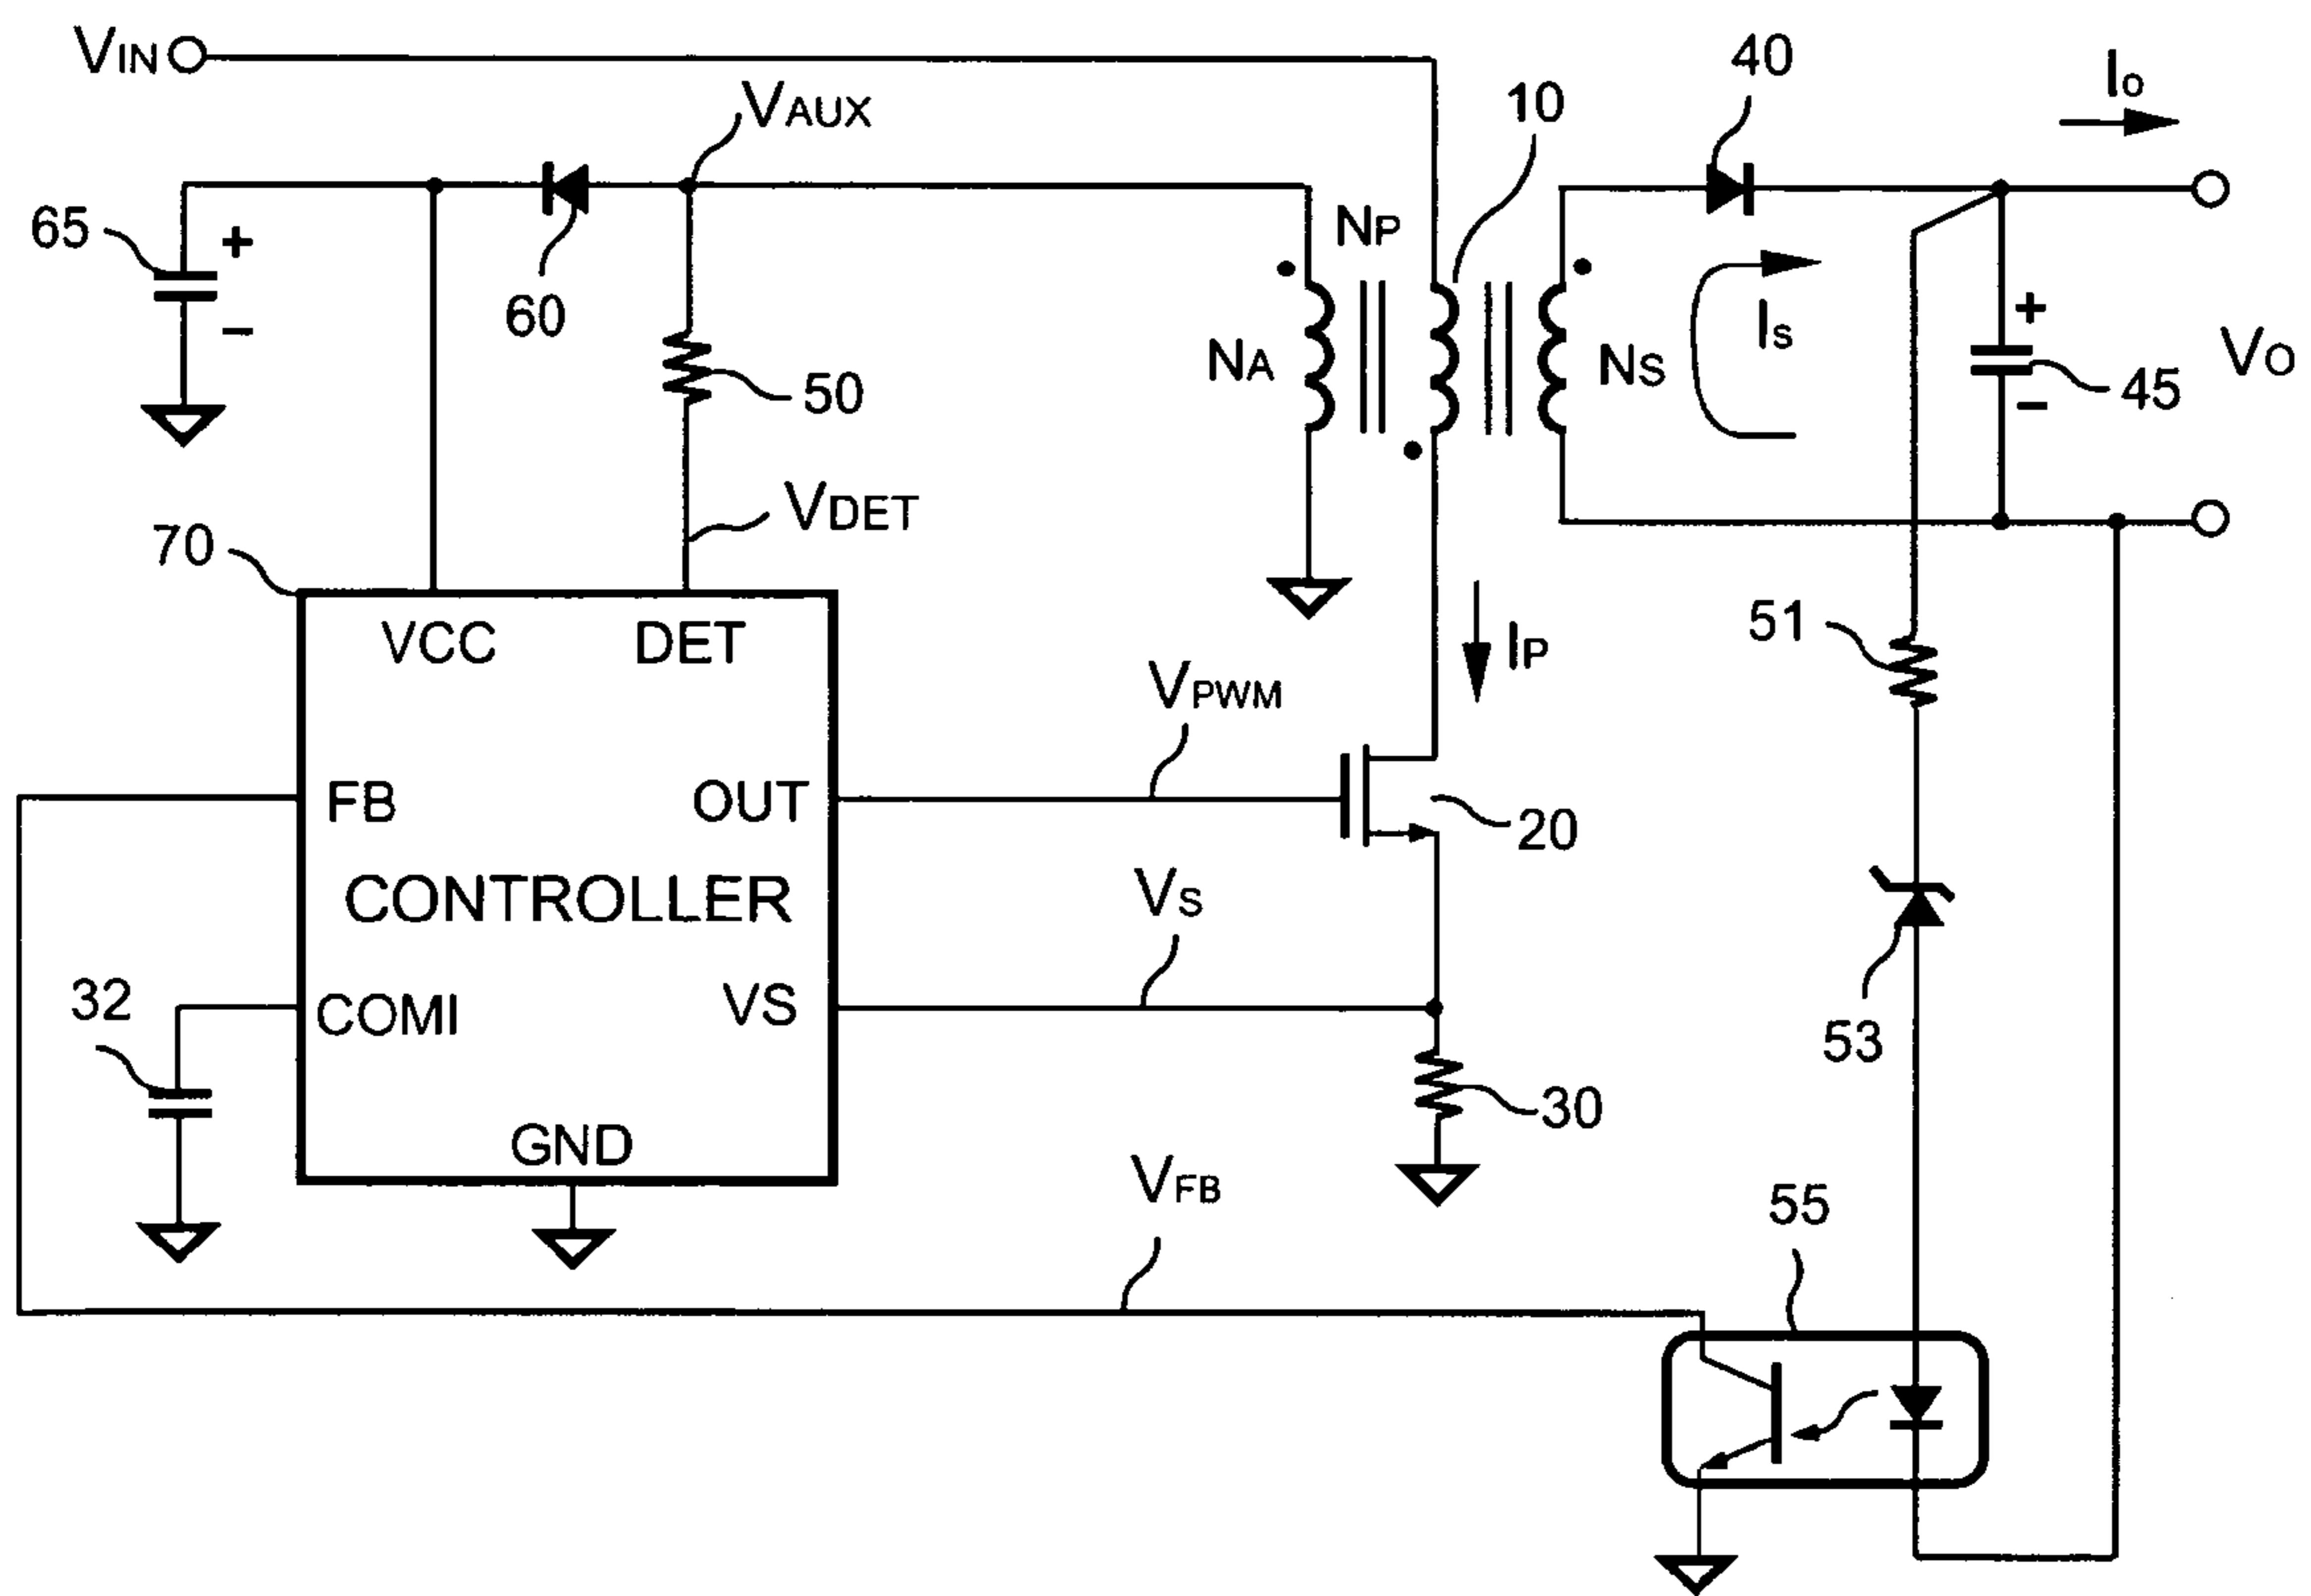 VIN
VAUX
40
Io
10
65
+
−
60
50
NP
NA
NS
Is
+
−
45
VO
VDET
70
VCC
DET
IP
51
VPWM
FB
OUT
20
CONTROLLER
VS
53
32
COMI
VS
30
GND
VFB
55